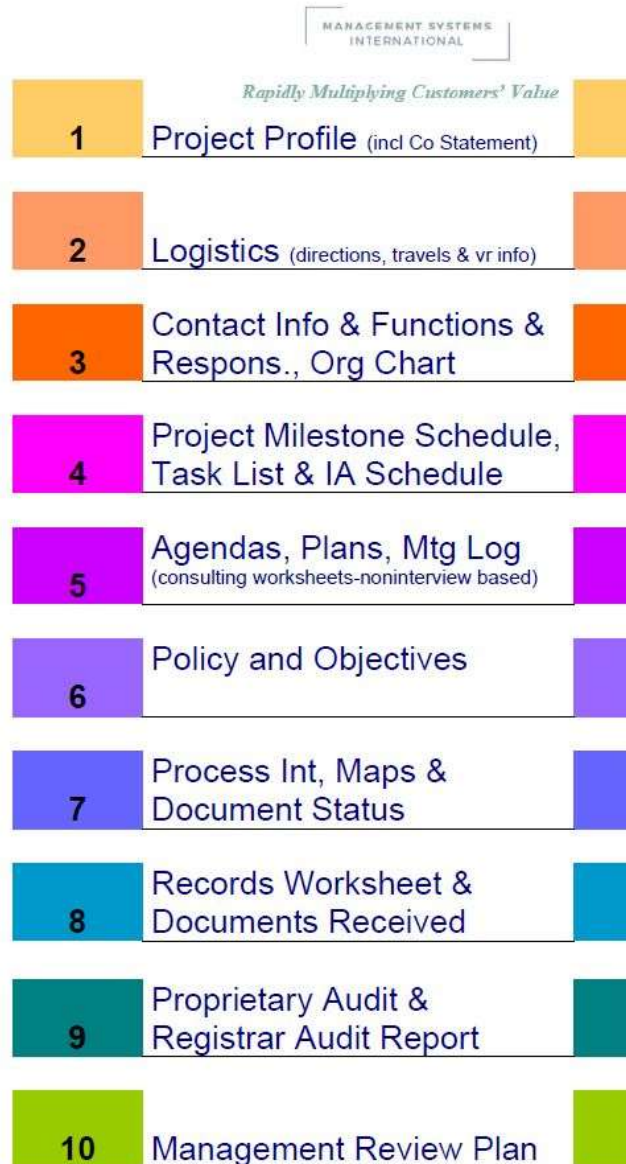 MANAGEMENT SYSTEMS
INTERNATIONAL
Rapidly Multiplying Customers' Value
1 Project Profile (incl Co Statement)
2 Logistics (directions, travels & vr info)
3 Contact Info & Functions &
Respons., Org Chart
4 Project Milestone Schedule,
Task List & IA Schedule
5 Agendas, Plans, Mtg Log
(consulting worksheets-noninterview based)
6 Policy and Objectives
7 Process Int, Maps &
Document Status
8 Records Worksheet &
Documents Received
9 Proprietary Audit &
Registrar Audit Report
10 Management Review Plan